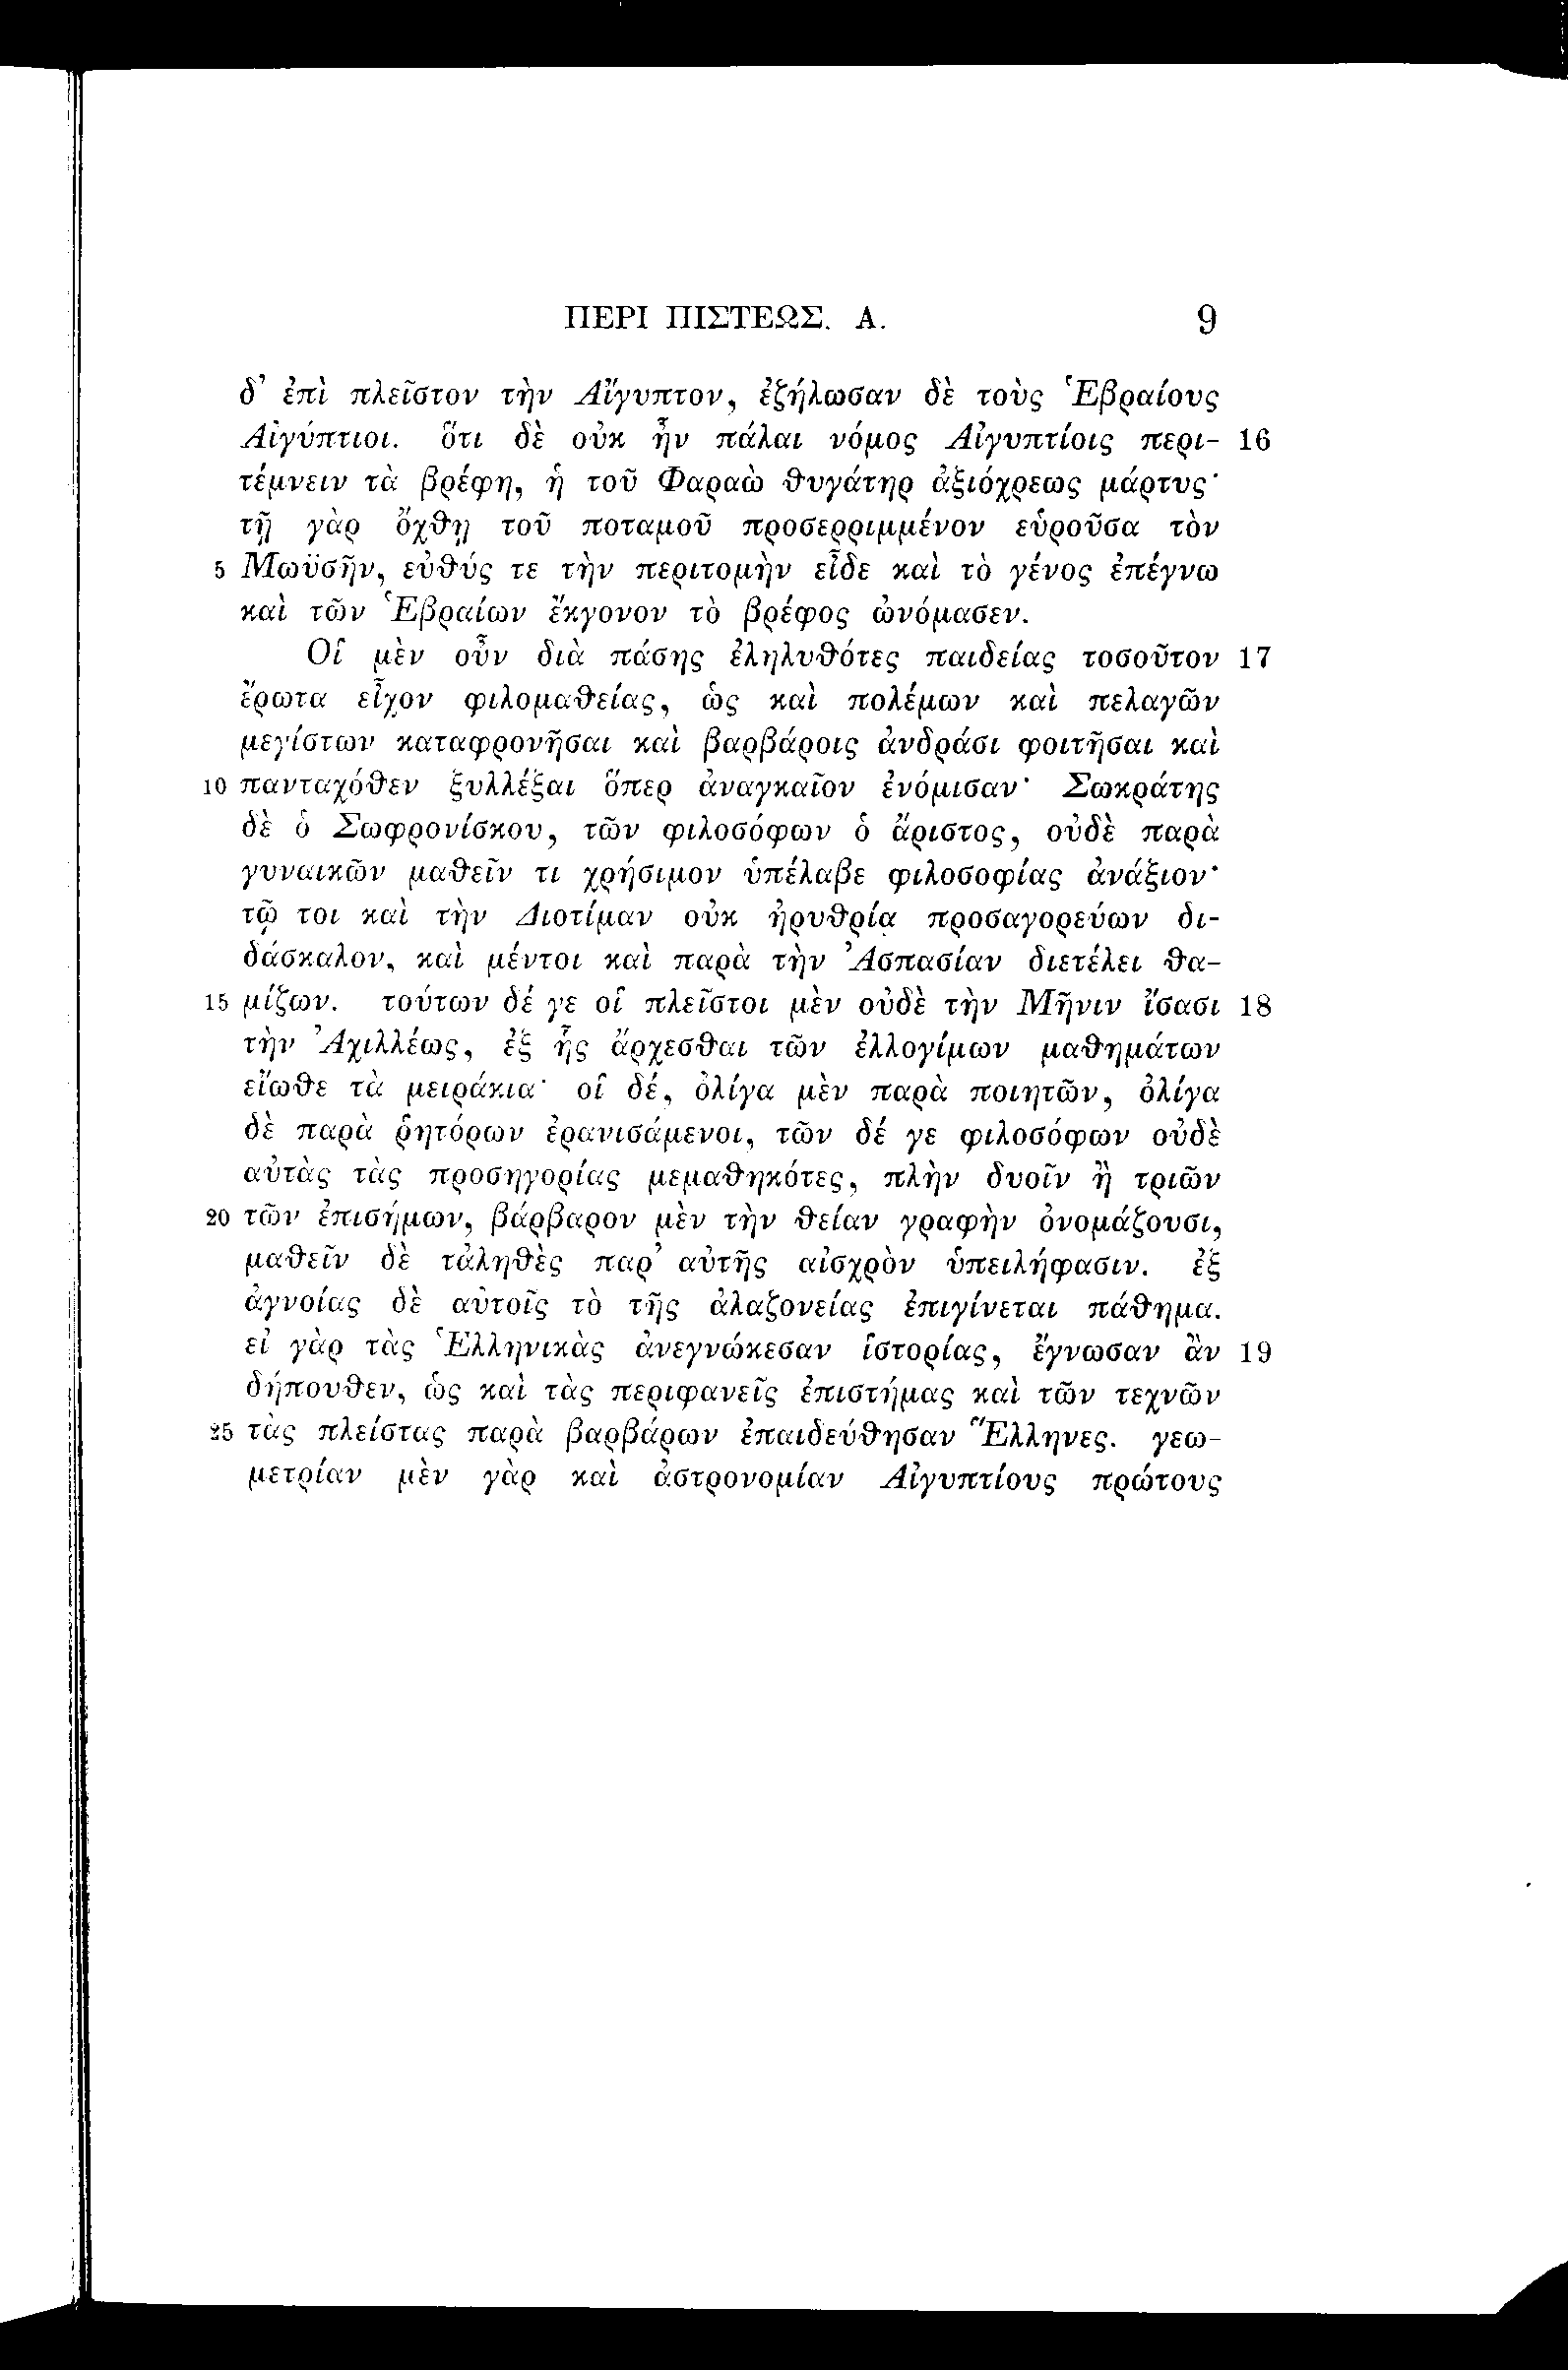 ΠΕΡΙ ΠΙΣΤΕΩΣ. Α. 9
δ’ ἐπὶ πλεῖστον τὴν Αἴγυπτον, ἐζήλωσαν δὲ τοὺς Ἑβραίους
Αἰγύπτιοι. ὅτι δὲ οὐκ ἦν πάλαι νόμος Αἰγυπτίοις περι- 16
τέμνειν τὰ βρέφη, ἡ τοῦ Φαραὼ θυγάτηρ ἀξιόχρεως μάρτυς·
τῇ γὰρ ὄχθῃ τοῦ ποταμοῦ προσερριμμένον εὑροῦσα τὸν
5 Μωϋσῆν, εὐθύς τε τὴν περιτομὴν εἶδε καὶ τὸ γένος ἐπέγνω
καὶ τῶν Ἑβραίων ἔκγονον τὸ βρέφος ὠνόμασεν.
Οἱ μὲν οὖν διὰ πάσης ἐληλυθότες παιδείας τοσοῦτον 17
ἔρωτα εἶχον φιλομαθείας, ὡς καὶ πολέμων καὶ πελαγῶν
μεγίστων καταφρονῆσαι καὶ βαρβάροις ἀνδράσι φοιτῆσαι καὶ
10 πανταχόθεν ξυλλέξαι ὅπερ ἀναγκαῖον ἐνόμισαν· Σωκράτης
δὲ ὁ Σωφρονίσκου, τῶν φιλοσόφων ὁ ἄριστος, οὐδὲ παρὰ
γυναικῶν μαθεῖν τι χρήσιμον ὑπέλαβε φιλοσοφίας ἀνάξιον·
τῷ τοι καὶ τὴν Διοτίμαν οὐκ ἠρυθρία προσαγορεύων δι-
δάσκαλον, καὶ μέντοι καὶ παρὰ τὴν Ἀσπασίαν διετέλει θα-
15 μίζων. τούτων δέ γε οἱ πλεῖστοι μὲν οὐδὲ τὴν Μῆνιν ἴσασι 18
τὴν Ἀχιλλέως, ἐξ ἧς ἄρχεσθαι τῶν ἐλλογίμων μαθημάτων
εἴωθε τὰ μειράκια· οἱ δέ, ὀλίγα μὲν παρὰ ποιητῶν, ὀλίγα
δὲ παρὰ ῥητόρων ἐρανισάμενοι, τῶν δέ γε φιλοσόφων οὐδὲ
αὐτὰς τὰς προσηγορίας μεμαθηκότες, πλὴν δυοῖν ἢ τριῶν
20 τῶν ἐπισήμων, βάρβαρον μὲν τὴν θείαν γραφὴν ὀνομάζουσι,
μαθεῖν δὲ τἀληθὲς παρ’ αὐτῆς αἰσχρὸν ὑπειλήφασιν. ἐξ
ἀγνοίας δὲ αὐτοῖς τὸ τῆς ἀλαζονείας ἐπιγίνεται πάθημα.
εἰ γὰρ τὰς Ἑλληνικὰς ἀνεγνώκεσαν ἱστορίας, ἔγνωσαν ἂν 19
δήπουθεν, ὡς καὶ τὰς περιφανεῖς ἐπιστήμας καὶ τῶν τεχνῶν
25 τὰς πλείστας παρὰ βαρβάρων ἐπαιδεύθησαν Ἕλληνες. γεω-
μετρίαν μὲν γὰρ καὶ ἀστρονομίαν Αἰγυπτίους πρώτους